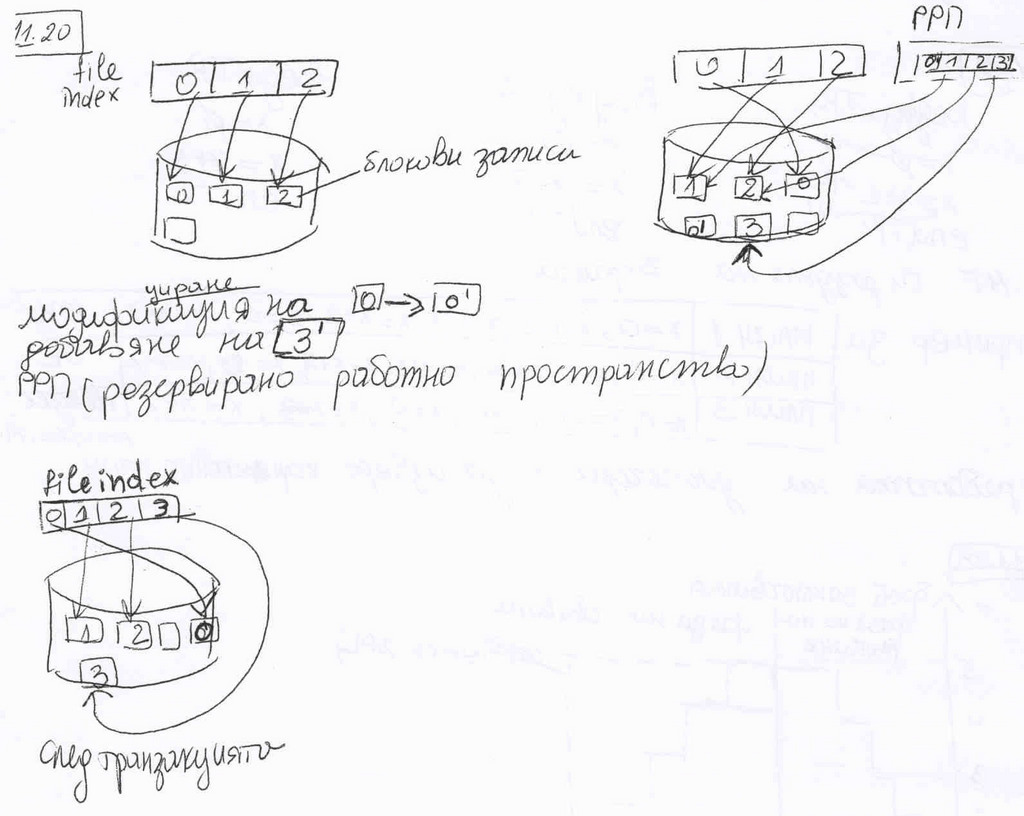 11.20
file
index
0 1 2
0 1 2
блокови записи
РРП
0 1 2
0' 1 2 3
1 2 0
0' 3
модификация на 0 → 0'
добавяне на 3'
РРП (резервирано работно пространство)
file index
0 1 2 3
1 2 0
3
след транзакцията